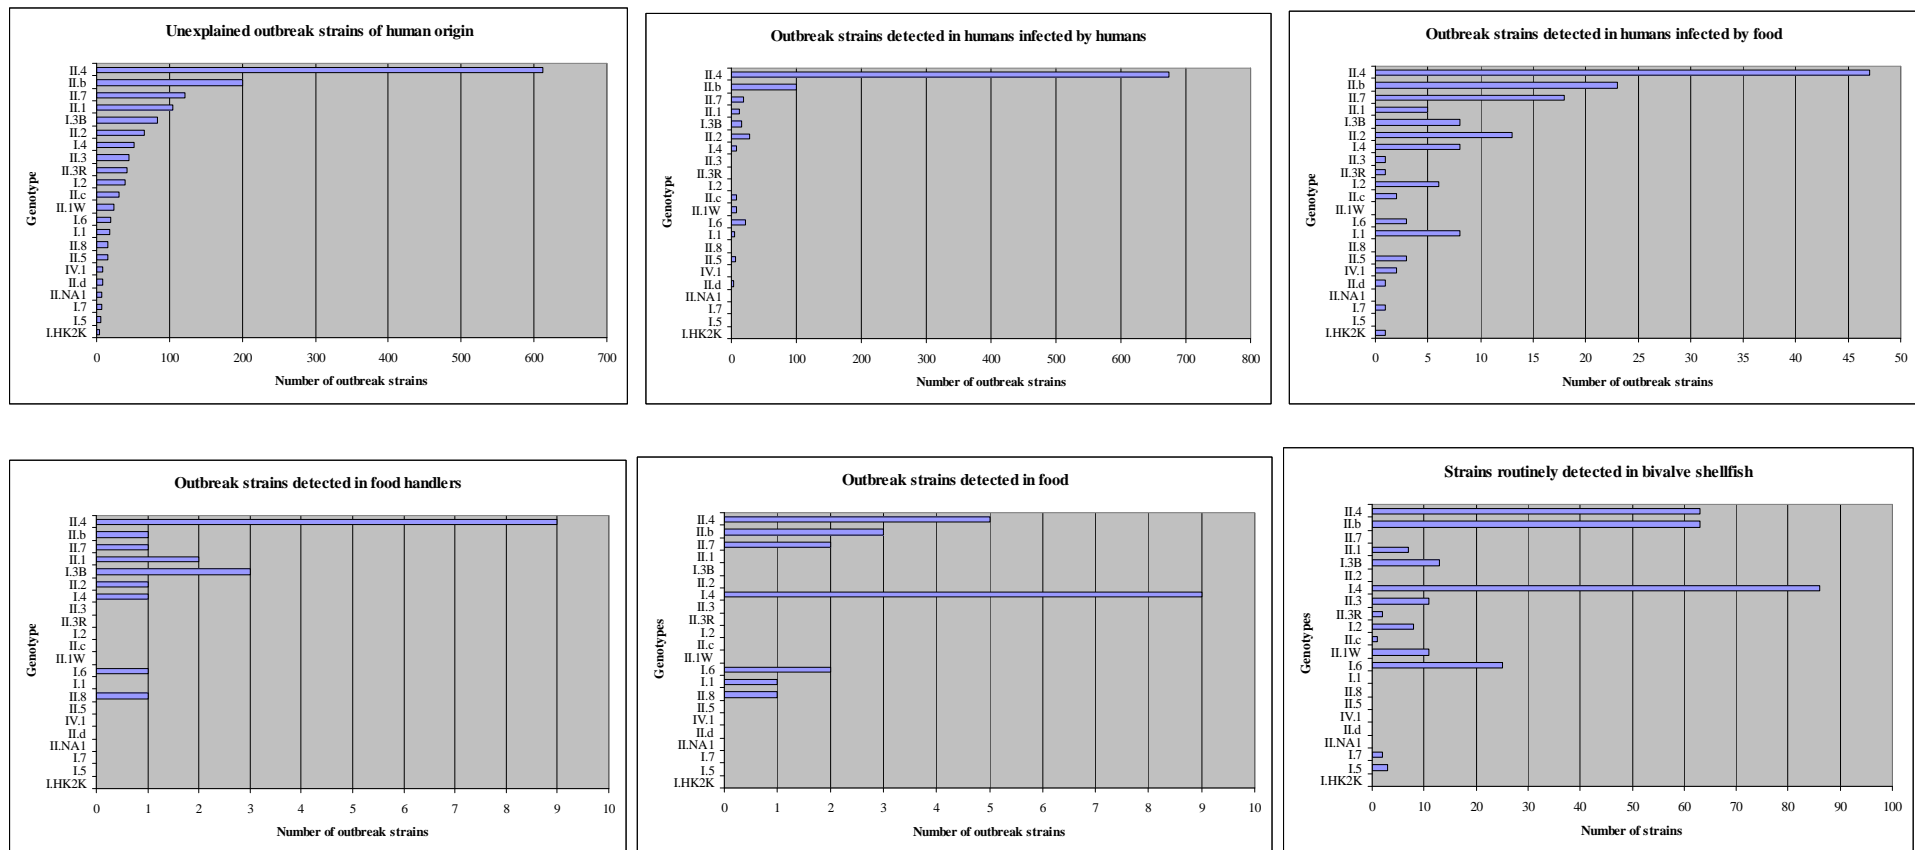 Unexplained outbreak strains of human origin
Genotype
II.4
II.b
II.7
II.1
I.3B
II.2
I.4
II.3
II.3R
I.2
II.c
II.1W
I.6
I.1
II.8
II.5
IV.1
II.d
II.NA1
I.7
I.5
I.HK2K
0 100 200 300 400 500 600 700
Number of outbreak strains
Outbreak strains detected in humans infected by humans
Genotype
II.4
II.b
II.7
II.1
I.3B
II.2
I.4
II.3
II.3R
I.2
II.c
II.1W
I.6
I.1
II.8
II.5
IV.1
II.d
II.NA1
I.7
I.5
I.HK2K
0 100 200 300 400 500 600 700 800
Number of outbreak strains
Outbreak strains detected in humans infected by food
Genotype
II.4
II.b
II.7
II.1
I.3B
II.2
I.4
II.3
II.3R
I.2
II.c
II.1W
I.6
I.1
II.8
II.5
IV.1
II.d
II.NA1
I.7
I.5
I.HK2K
0 5 10 15 20 25 30 35 40 45 50
Number of outbreak strains
Outbreak strains detected in food handlers
Genotype
II.4
II.b
II.7
II.1
I.3B
II.2
I.4
II.3
II.3R
I.2
II.c
II.1W
I.6
I.1
II.8
II.5
IV.1
II.d
II.NA1
I.7
I.5
I.HK2K
0 1 2 3 4 5 6 7 8 9 10
Number of outbreak strains
Outbreak strains detected in food
Genotypes
II.4
II.b
II.7
II.1
I.3B
II.2
I.4
II.3
II.3R
I.2
II.c
II.1W
I.6
I.1
II.8
II.5
IV.1
II.d
II.NA1
I.7
I.5
I.HK2K
0 1 2 3 4 5 6 7 8 9 10
Number of outbreak strains
Strains routinely detected in bivalve shellfish
Genotypes
II.4
II.b
II.7
II.1
I.3B
II.2
I.4
II.3
II.3R
I.2
II.c
II.1W
I.6
I.1
II.8
II.5
IV.1
II.d
II.NA1
I.7
I.5
I.HK2K
0 10 20 30 40 50 60 70 80 90 100
Number of strains